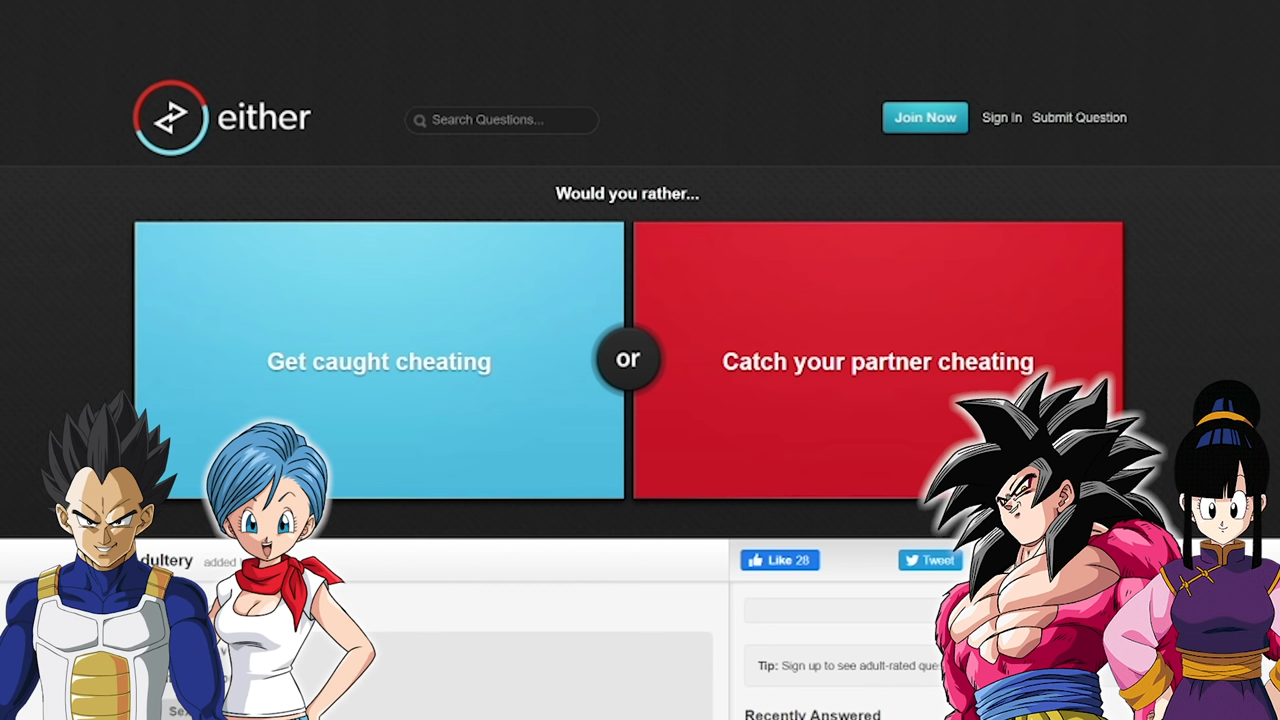 either
Search Questions...
Join Now
Sign In
Submit Question
Would you rather...
Get caught cheating
or
Catch your partner cheating
dultery
added
Like 28
Tweet
Tip: Sign up to see adult-rated que
Recently Answered